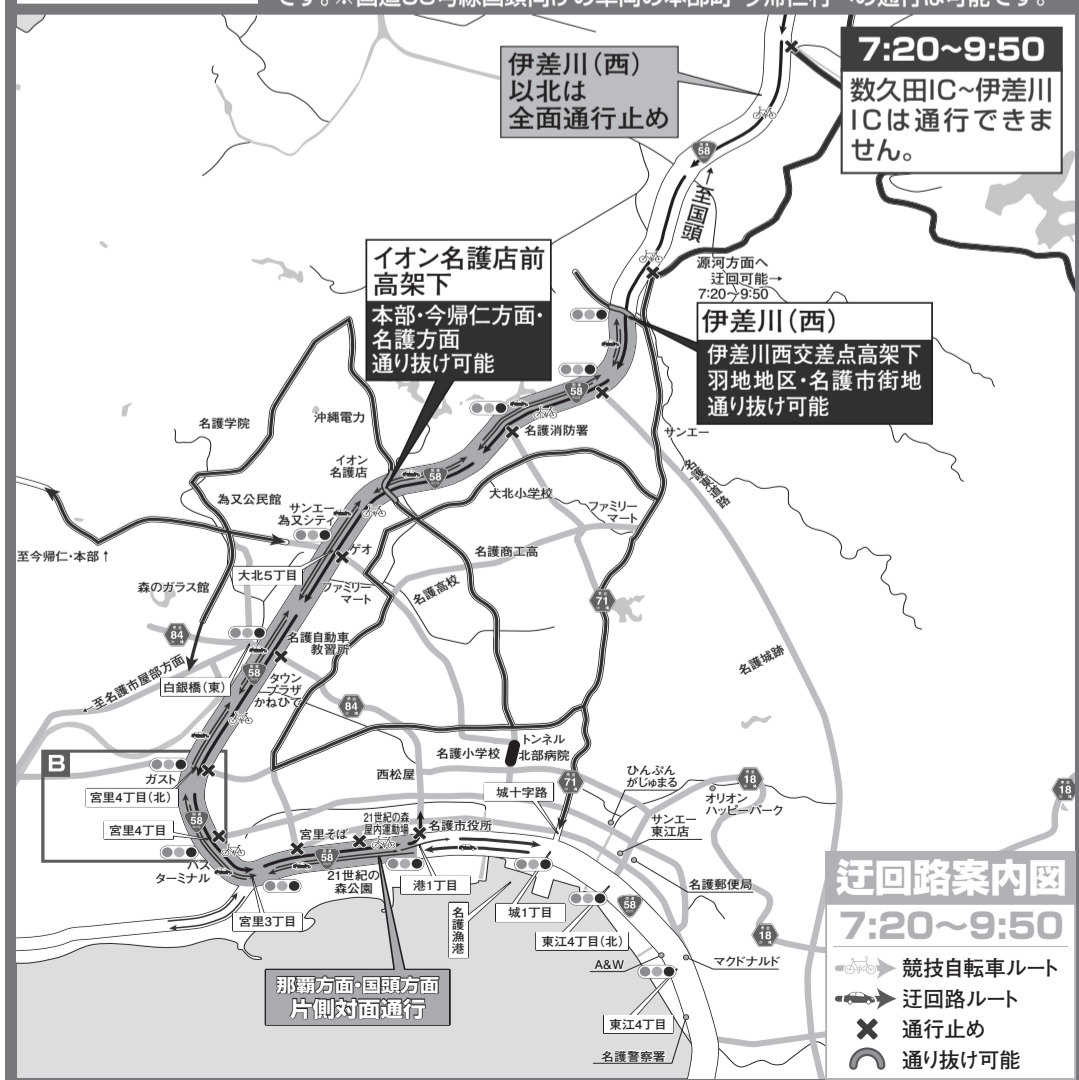 伊差川(西)
以北は
全面通行止め
7:20〜9:50
数久田IC〜伊差川
ICは通行できま
せん。
58
→至国頭
源河方面へ
迂回可能→
7:20〜9:50
イオン名護店前
高架下
本部・今帰仁方面・
名護方面
通り抜け可能
伊差川(西)
伊差川西交差点高架下
羽地地区・名護市街地
通り抜け可能
58
名護消防署
サンエー
名護東道路
名護学院
沖縄電力
イオン
名護店
58
大北小学校
ファミリー
マート
為又公民館
サンエー
為又シティ
ゲオ
名護商工高
至今帰仁・本部↑
大北5丁目
ファミリー
マート
名護高校
森のガラス館
71
84
名護自動車
教習所
名護城跡
←至名護市屋部方面
58
白銀橋(東)
タウン
プラザ
かねひで
84
B
ガスト
名護小学校
トンネル
北部病院
宮里4丁目(北)
西松屋
71
城十字路
ひんぷん
がじゅまる
18
オリオン
ハッピーパーク
18
宮里4丁目
58
宮里そば
21世紀の森
屋内運動場
名護市役所
サンエー
東江店
バス
ターミナル
58
21世紀の
森公園
港1丁目
名護郵便局
宮里3丁目
名護漁港
城1丁目
58
東江4丁目(北)
18
A&W
マクドナルド
那覇方面・国頭方面
片側対面通行
東江4丁目
名護警察署
迂回路案内図
7:20〜9:50
競技自転車ルート
迂回路ルート
通行止め
通り抜け可能